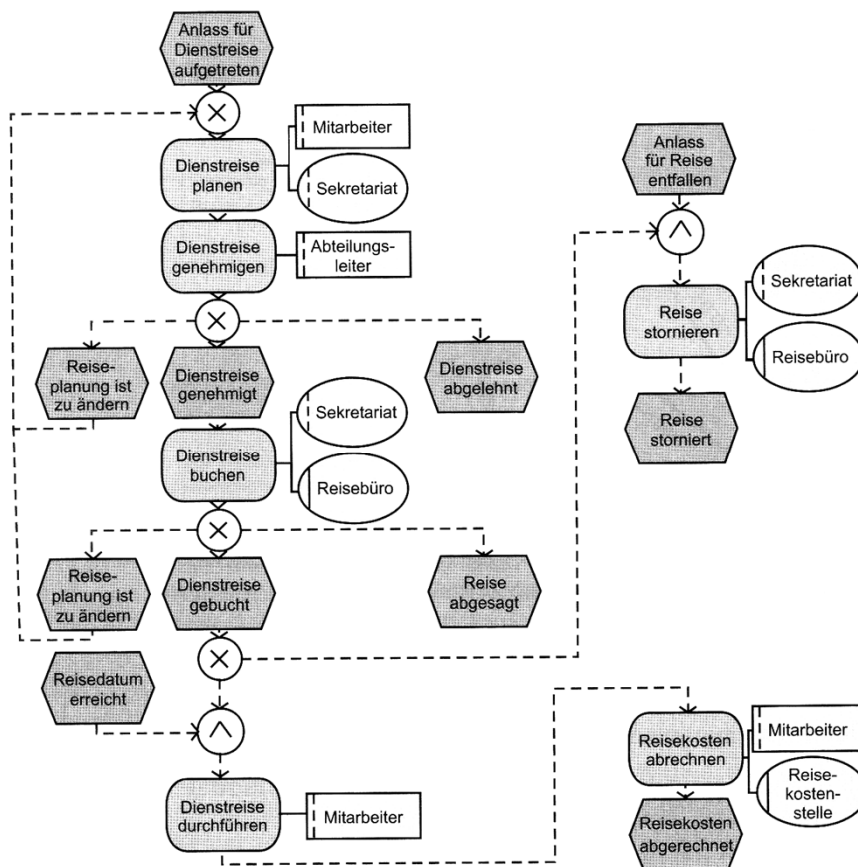 Anlass für
Dienstreise
aufgetreten
Mitarbeiter
Dienstreise
planen
Sekretariat
Anlass
für Reise
entfallen
Dienstreise
genehmigen
Abteilungs-
leiter
Sekretariat
Reise
stornieren
Reisebüro
Reise-
planung ist
zu ändern
Dienstreise
genehmigt
Dienstreise
abgelehnt
Reise
storniert
Sekretariat
Dienstreise
buchen
Reisebüro
Reise-
planung ist
zu ändern
Dienstreise
gebucht
Reise
abgesagt
Reisedatum
erreicht
Mitarbeiter
Reisekosten
abrechnen
Reise-
kosten-
stelle
Dienstreise
durchführen
Mitarbeiter
Reisekosten
abgerechnet